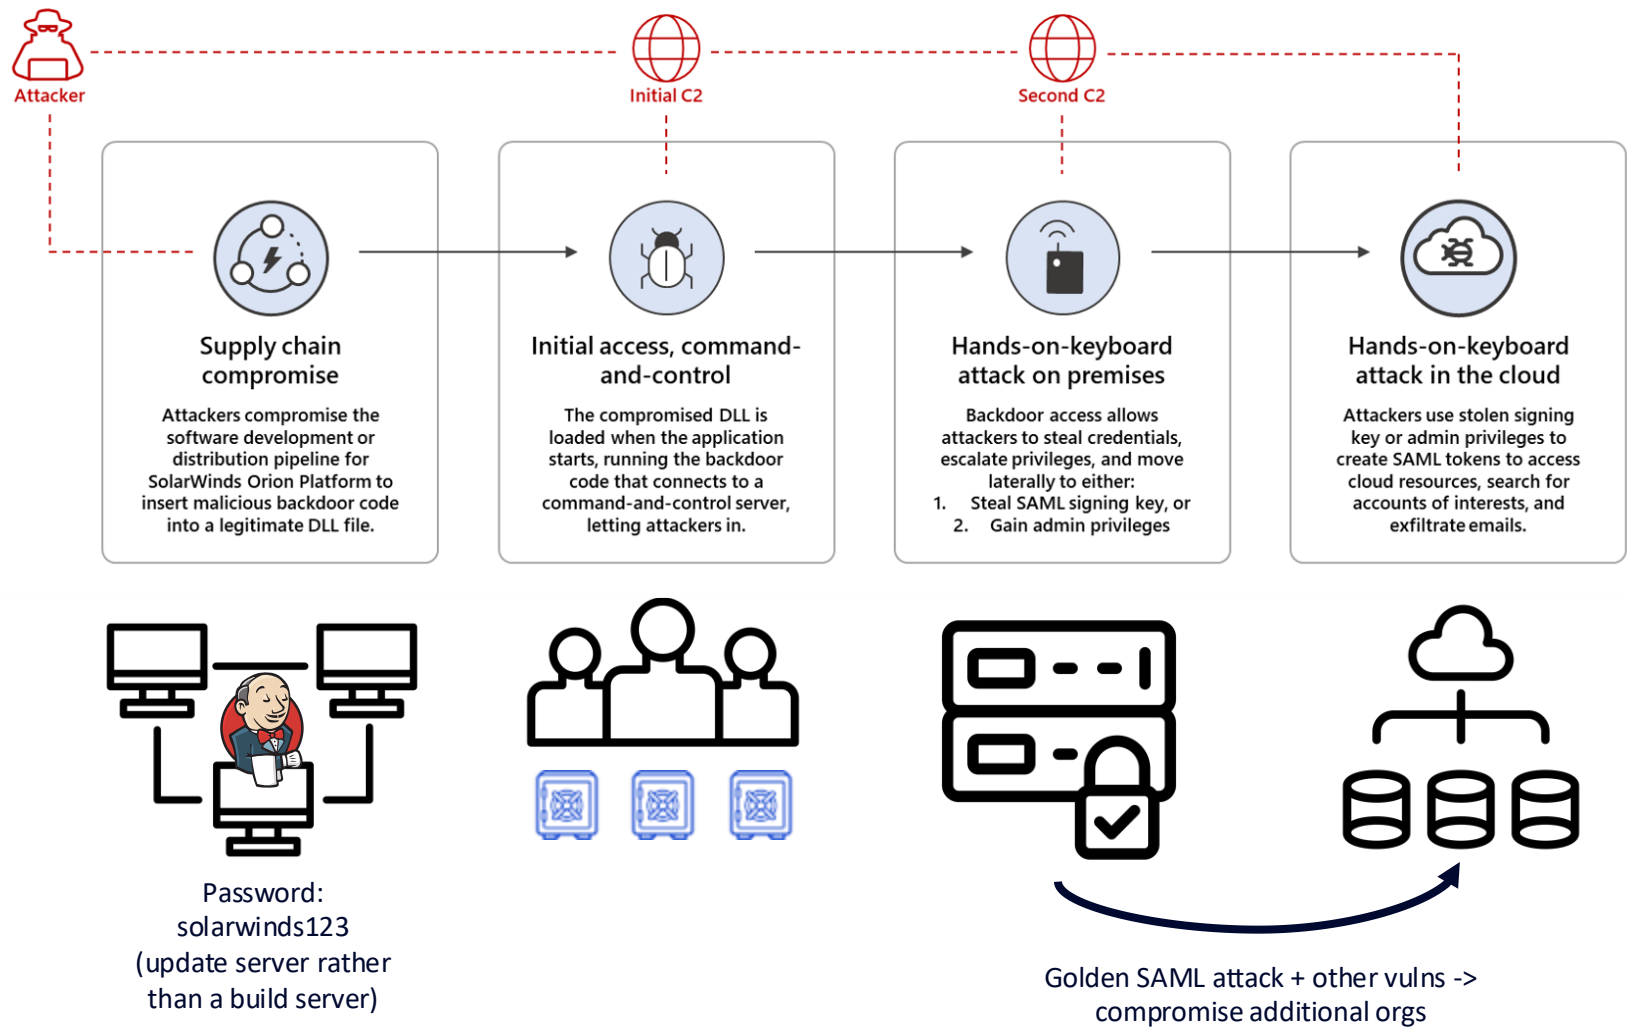 Attacker
Initial C2
Second C2
Supply chain
compromise
Attackers compromise the
software development or
distribution pipeline for
SolarWinds Orion Platform to
insert malicious backdoor code
into a legitimate DLL file.
Initial access, command-
and-control
The compromised DLL is
loaded when the application
starts, running the backdoor
code that connects to a
command-and-control server,
letting attackers in.
Hands-on-keyboard
attack on premises
Backdoor access allows
attackers to steal credentials,
escalate privileges, and move
laterally to either:
1. Steal SAML signing key, or
2. Gain admin privileges
Hands-on-keyboard
attack in the cloud
Attackers use stolen signing
key or admin privileges to
create SAML tokens to access
cloud resources, search for
accounts of interests, and
exfiltrate emails.
Password:
solarwinds123
(update server rather
than a build server)
Golden SAML attack + other vulns ->
compromise additional orgs